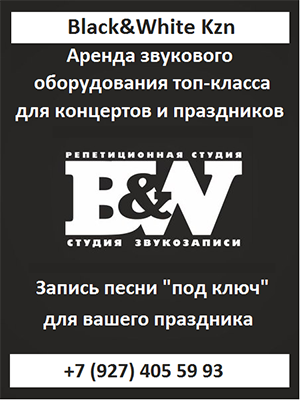 Black&White Kzn
Аренда звукового
оборудования топ-класса
для концертов и праздников
РЕПЕТИЦИОННАЯ СТУДИЯ
B&W
СТУДИЯ ЗВУКОЗАПИСИ
Запись песни "под ключ"
для вашего праздника
+7 (927) 405 59 93